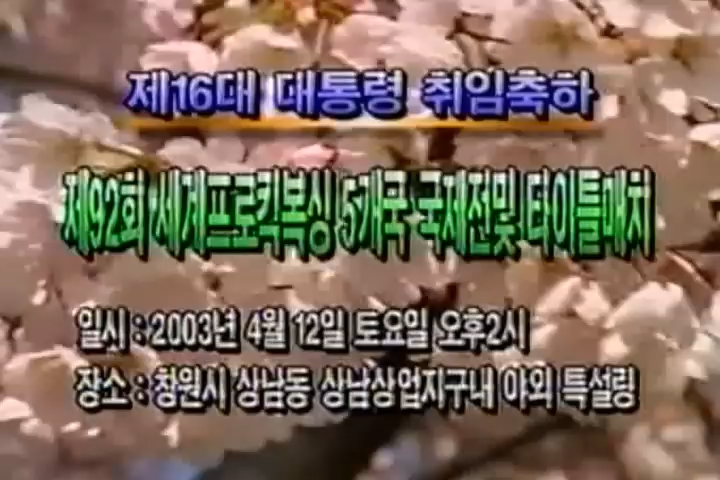 제16대 대통령 취임축하
제92회 세계프로킥복싱 5개국 국제전및 타이틀매치
일시 : 2003년 4월 12일 토요일 오후2시
장소 : 창원시 상남동 상남상업지구내 야외 특설링